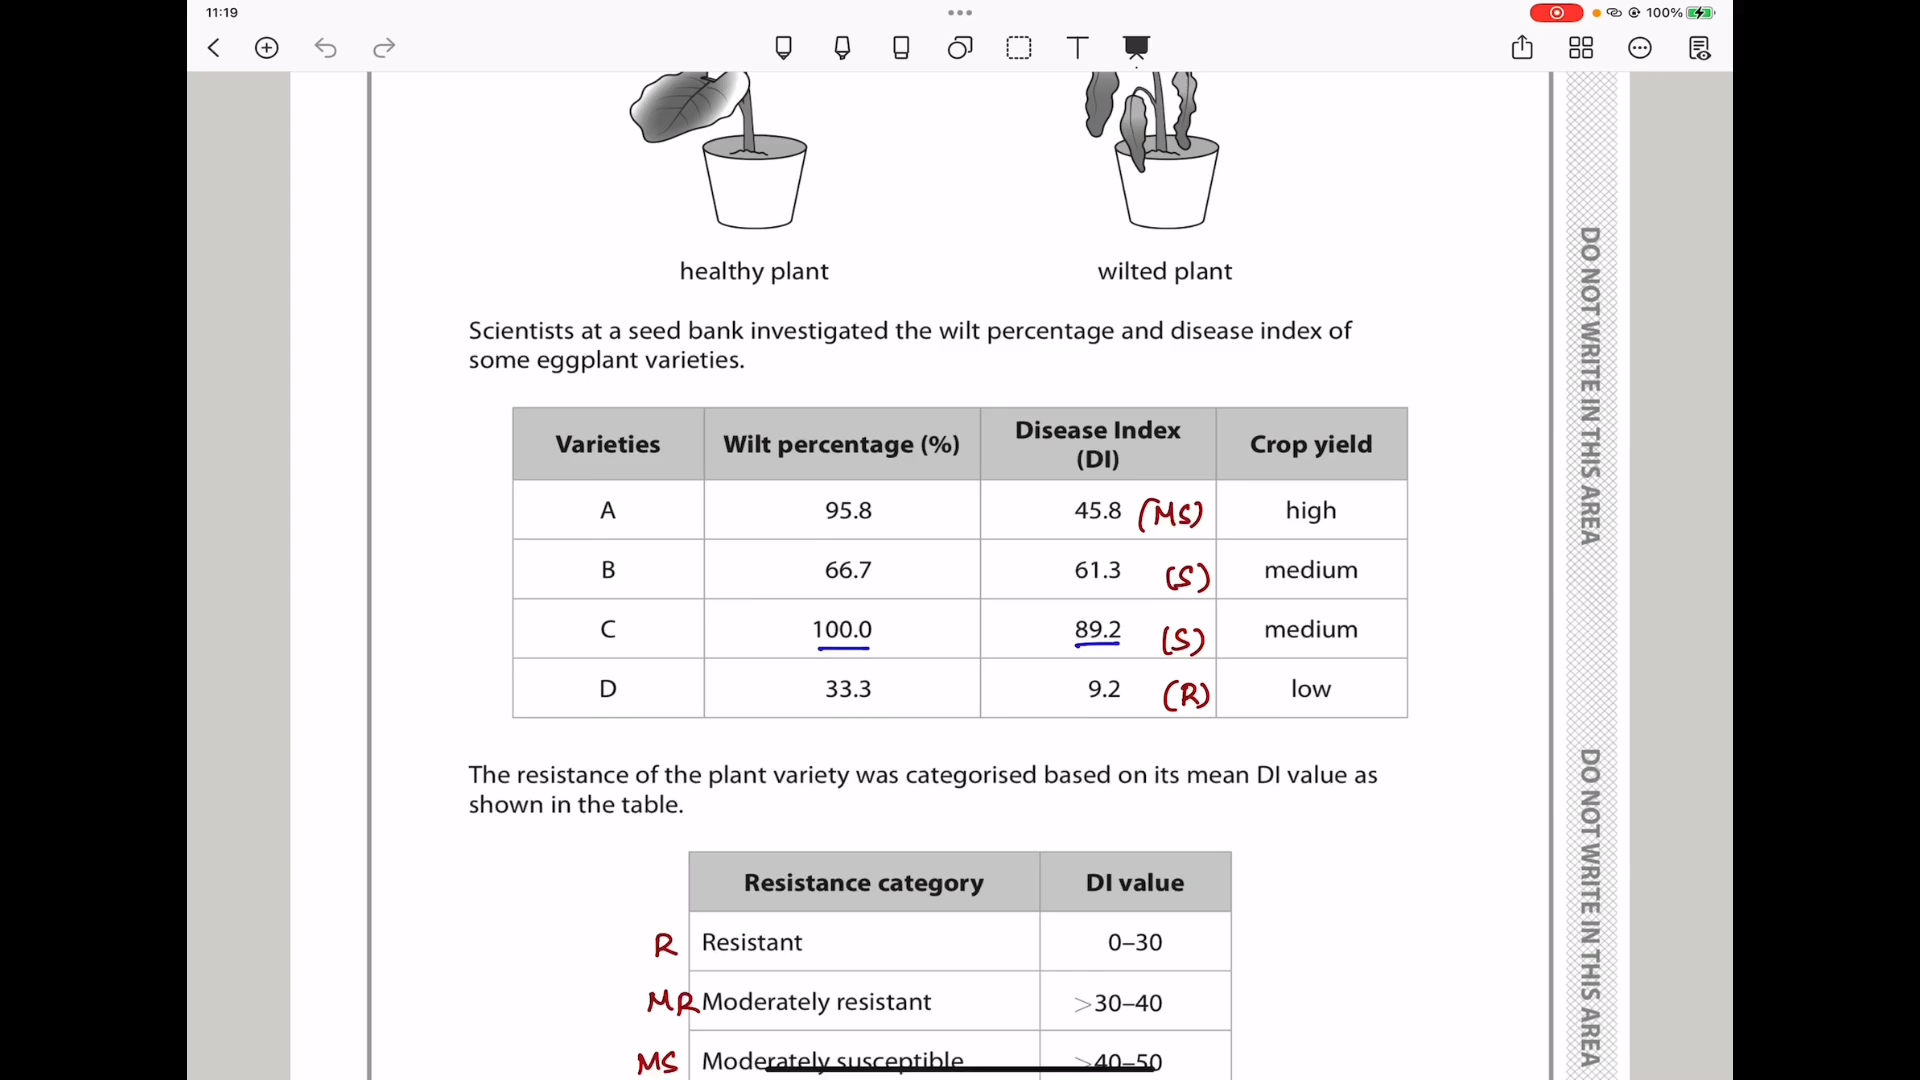 11:19
100%
healthy plant
wilted plant
Scientists at a seed bank investigated the wilt percentage and disease index of
some eggplant varieties.
Varieties Wilt percentage (%) Disease Index (DI) Crop yield
A 95.8 45.8 (MS) high
B 66.7 61.3 (S) medium
C 100.0 89.2 (S) medium
D 33.3 9.2 (R) low
The resistance of the plant variety was categorised based on its mean DI value as
shown in the table.
Resistance category DI value
R Resistant 0–30
MR Moderately resistant >30–40
MS Moderately susceptible >40–50
DO NOT WRITE IN THIS AREA
DO NOT WRITE IN THIS AREA